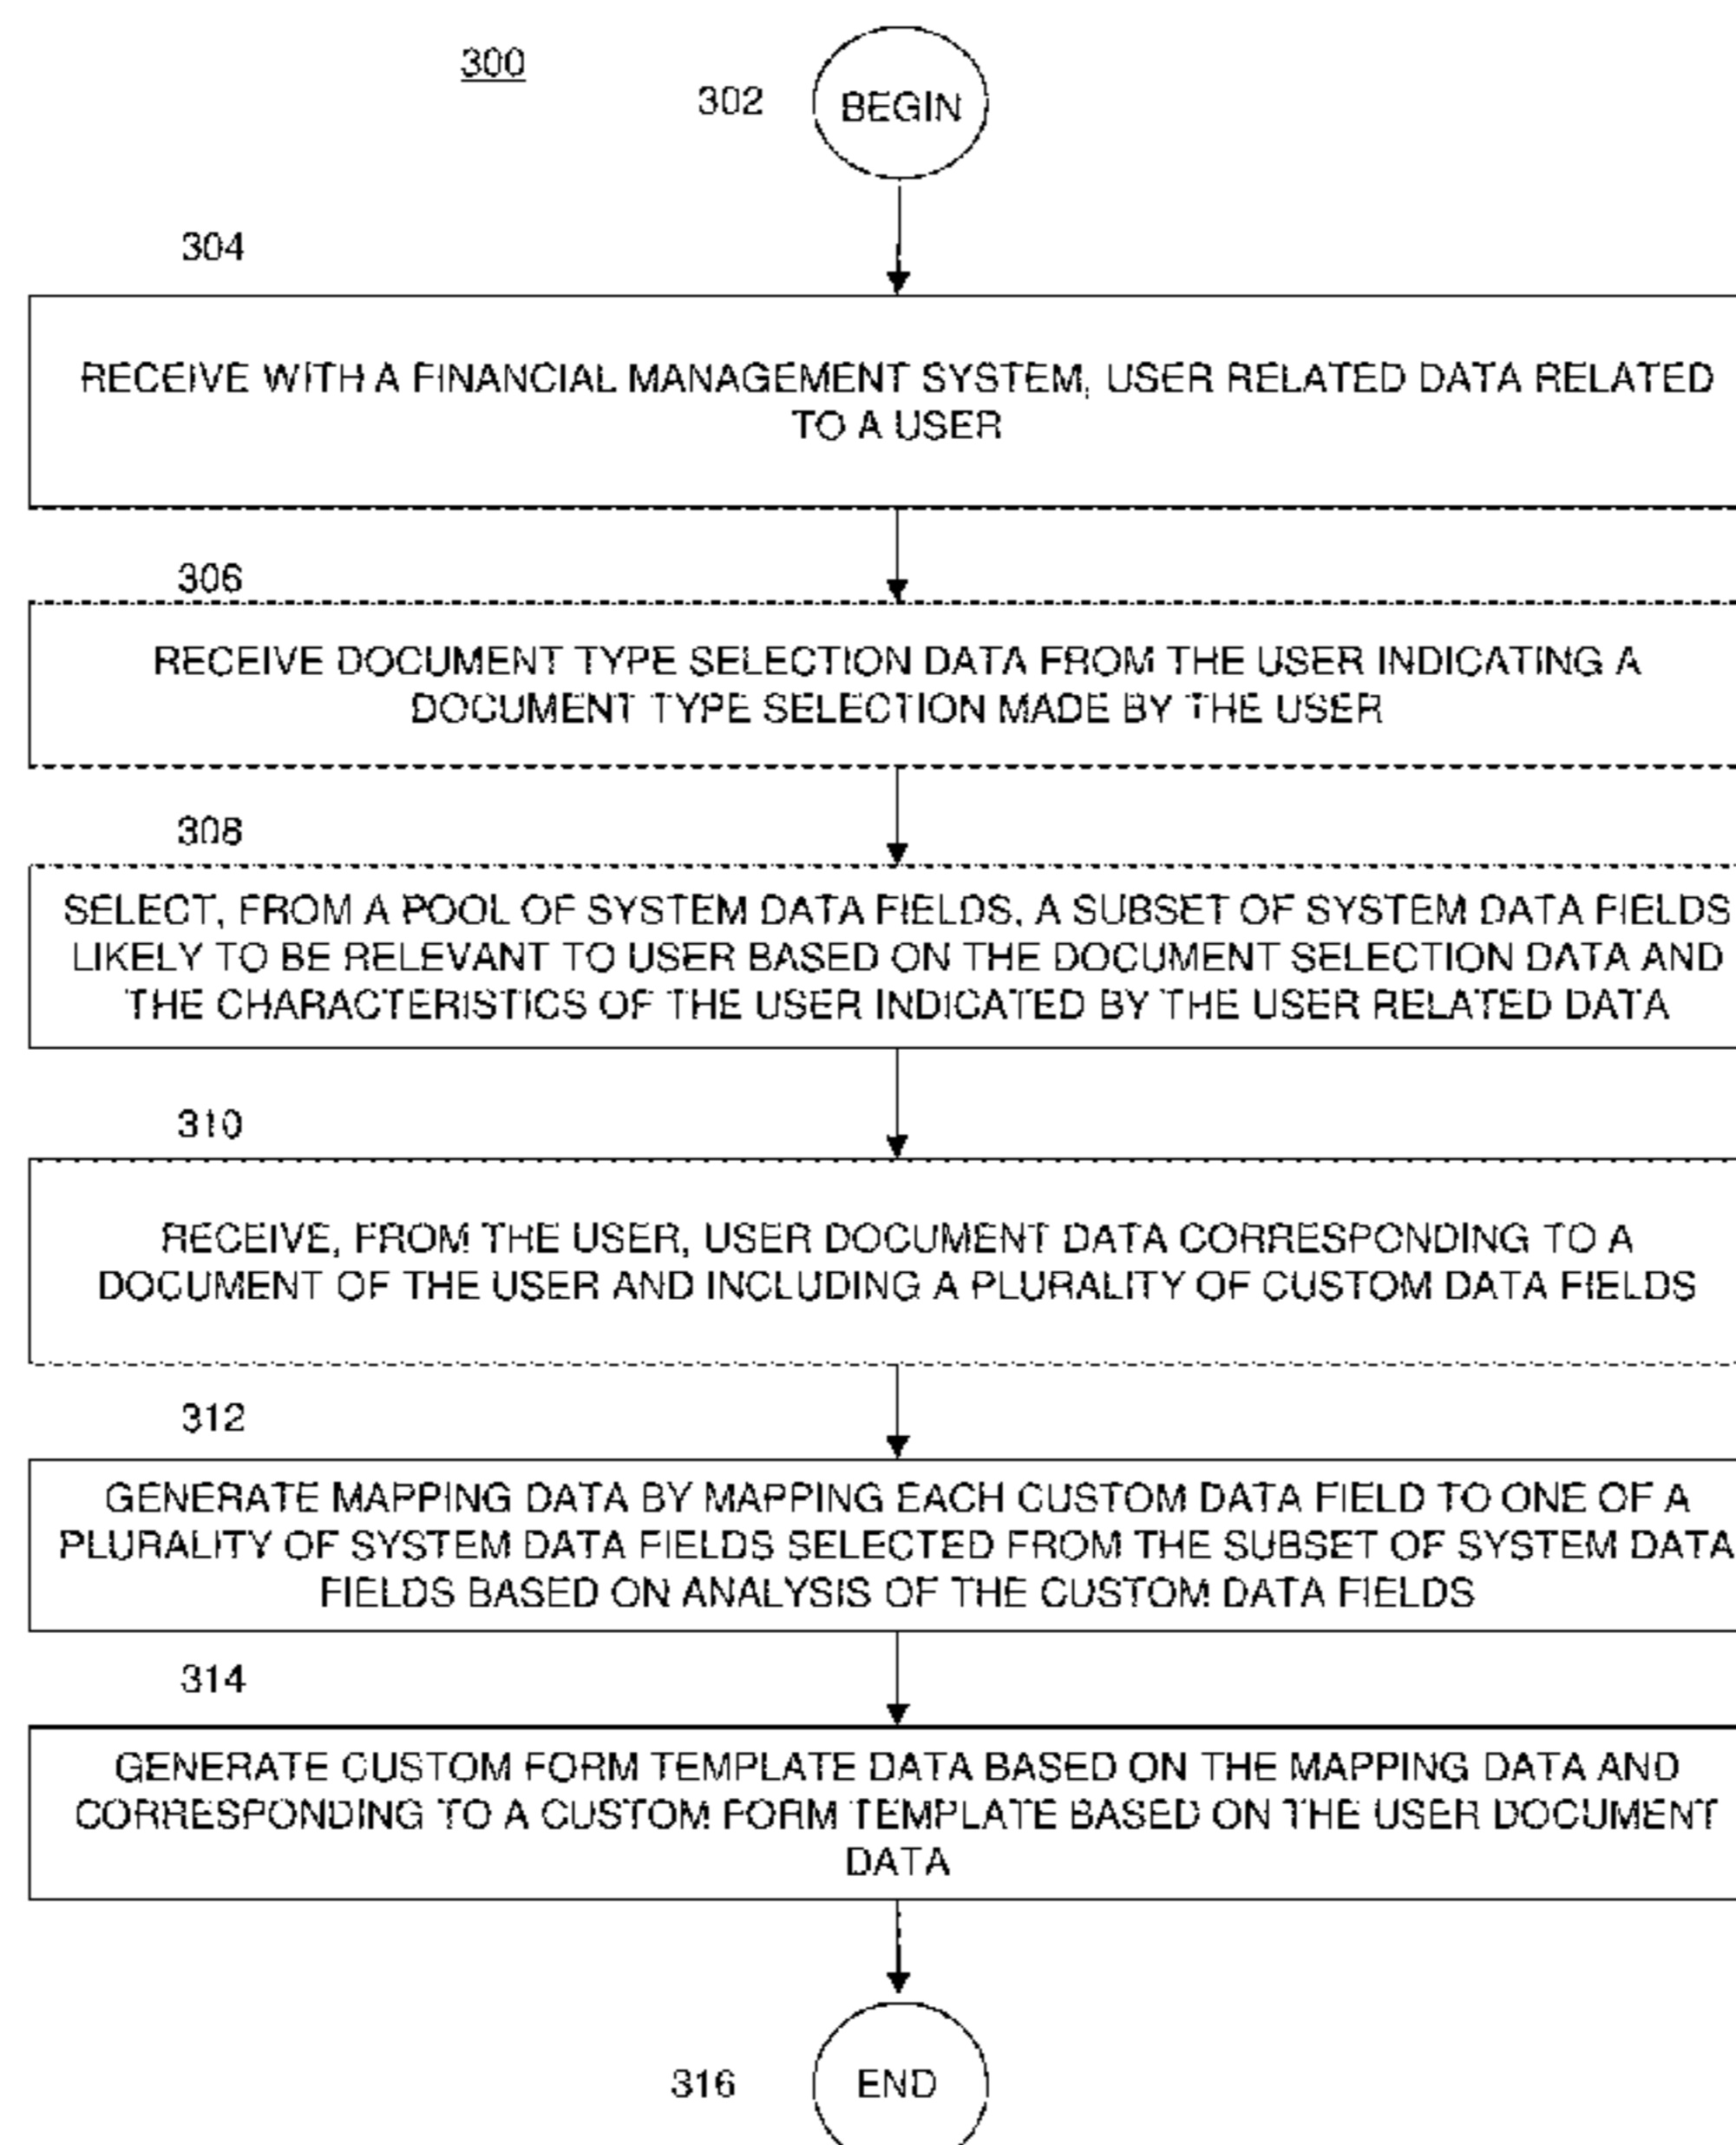 300
302
BEGIN
304
RECEIVE WITH A FINANCIAL MANAGEMENT SYSTEM, USER RELATED DATA RELATED
TO A USER
306
RECEIVE DOCUMENT TYPE SELECTION DATA FROM THE USER INDICATING A
DOCUMENT TYPE SELECTION MADE BY THE USER
308
SELECT, FROM A POOL OF SYSTEM DATA FIELDS, A SUBSET OF SYSTEM DATA FIELDS
LIKELY TO BE RELEVANT TO USER BASED ON THE DOCUMENT SELECTION DATA AND
THE CHARACTERISTICS OF THE USER INDICATED BY THE USER RELATED DATA
310
RECEIVE, FROM THE USER, USER DOCUMENT DATA CORRESPONDING TO A
DOCUMENT OF THE USER AND INCLUDING A PLURALITY OF CUSTOM DATA FIELDS
312
GENERATE MAPPING DATA BY MAPPING EACH CUSTOM DATA FIELD TO ONE OF A
PLURALITY OF SYSTEM DATA FIELDS SELECTED FROM THE SUBSET OF SYSTEM DATA
FIELDS BASED ON ANALYSIS OF THE CUSTOM DATA FIELDS
314
GENERATE CUSTOM FORM TEMPLATE DATA BASED ON THE MAPPING DATA AND
CORRESPONDING TO A CUSTOM FORM TEMPLATE BASED ON THE USER DOCUMENT
DATA
316
END